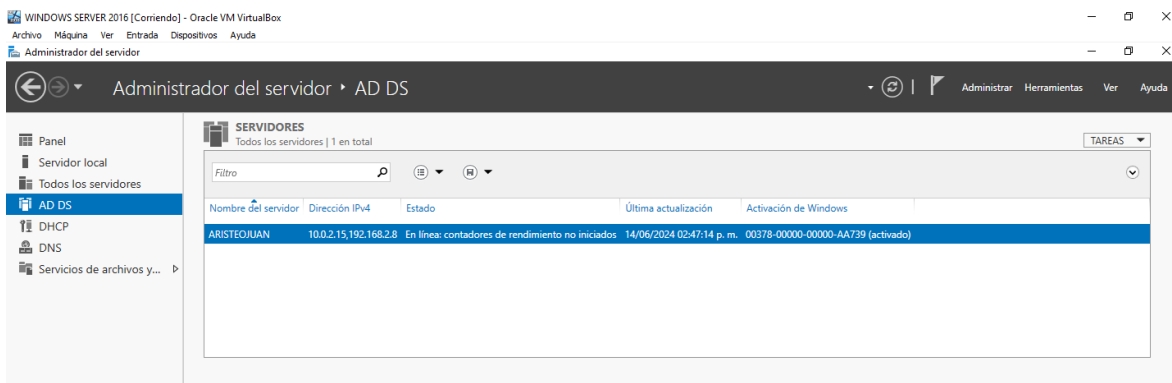 WINDOWS SERVER 2016 [Corriendo] - Oracle VM VirtualBox
Archivo Máquina Ver Entrada Dispositivos Ayuda
Administrador del servidor
Administrador del servidor AD DS
Administrar Herramientas Ver Ayuda
Panel
Servidor local
Todos los servidores
AD DS
DHCP
DNS
Servicios de archivos y...
SERVIDORES
Todos los servidores | 1 en total
TAREAS
Filtro
Nombre del servidor Dirección IPv4 Estado Última actualización Activación de Windows
ARISTEOJUAN 10.0.2.15,192.168.2.8 En línea: contadores de rendimiento no iniciados 14/06/2024 02:47:14 p. m. 00378-00000-00000-AA739 (activado)